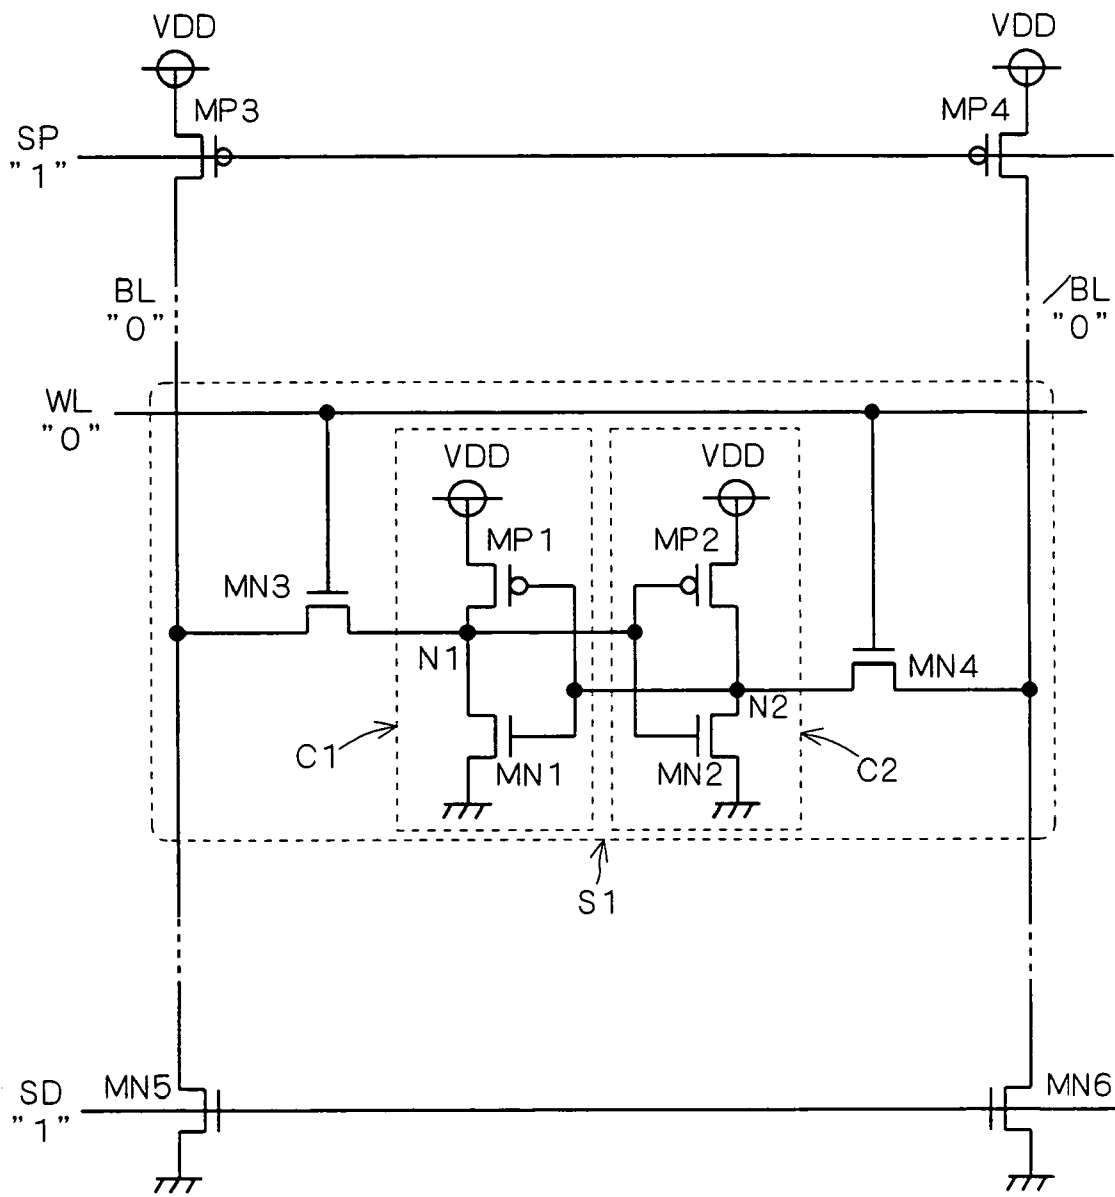 VDD
VDD
MP3
MP4
SP
"1"
BL
"0"
/BL
"0"
WL
"0"
VDD
VDD
MP1
MP2
MN3
MN4
N1
N2
C1
MN1
MN2
C2
S1
MN5
MN6
SD
"1"